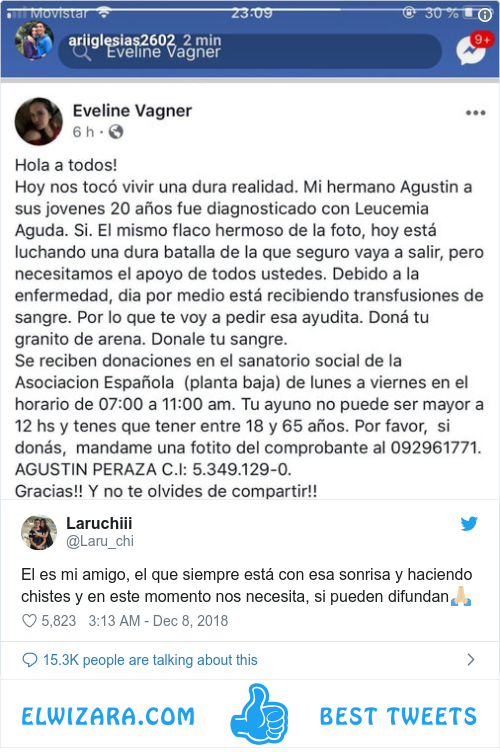 Movistar 23:09 30 %
ariiglesias2602 2 min
Eveline Vagner
9+
Eveline Vagner
6 h ·
Hola a todos!
Hoy nos tocó vivir una dura realidad. Mi hermano Agustin a
sus jovenes 20 años fue diagnosticado con Leucemia
Aguda. Si. El mismo flaco hermoso de la foto, hoy está
luchando una dura batalla de la que seguro vaya a salir, pero
necesitamos el apoyo de todos ustedes. Debido a la
enfermedad, dia por medio está recibiendo transfusiones de
sangre. Por lo que te voy a pedir esa ayudita. Doná tu
granito de arena. Donale tu sangre.
Se reciben donaciones en el sanatorio social de la
Asociacion Española (planta baja) de lunes a viernes en el
horario de 07:00 a 11:00 am. Tu ayuno no puede ser mayor a
12 hs y tenes que tener entre 18 y 65 años. Por favor, si
donás, mandame una fotito del comprobante al 092961771.
AGUSTIN PERAZA C.I: 5.349.129-0.
Gracias!! Y no te olvides de compartir!!
Laruchiii
@Laru_chi
El es mi amigo, el que siempre está con esa sonrisa y haciendo
chistes y en este momento nos necesita, si pueden difundan🙏🏼
5,823 3:13 AM - Dec 8, 2018
15.3K people are talking about this
ELWIZARA.COM BEST TWEETS